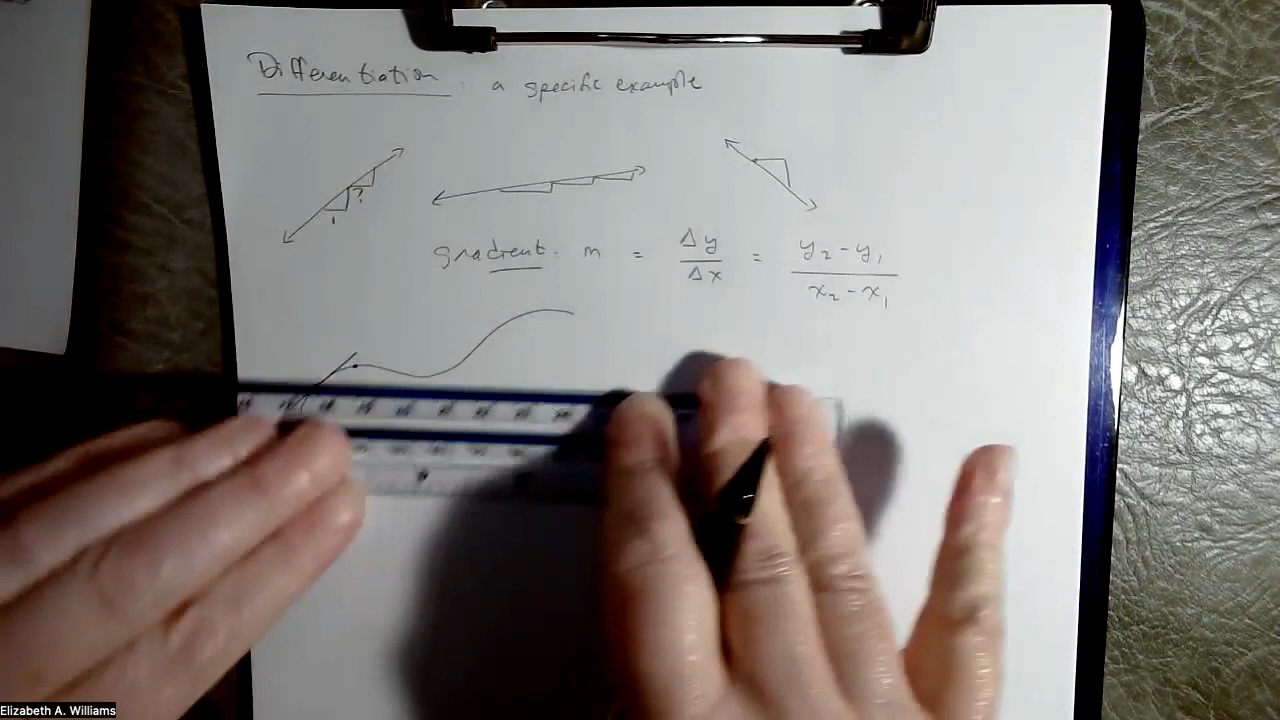 Differentiation : a specific example
1 ?
gradient: m = Δy / Δx = y₂ - y₁ / x₂ - x₁
Elizabeth A. Williams